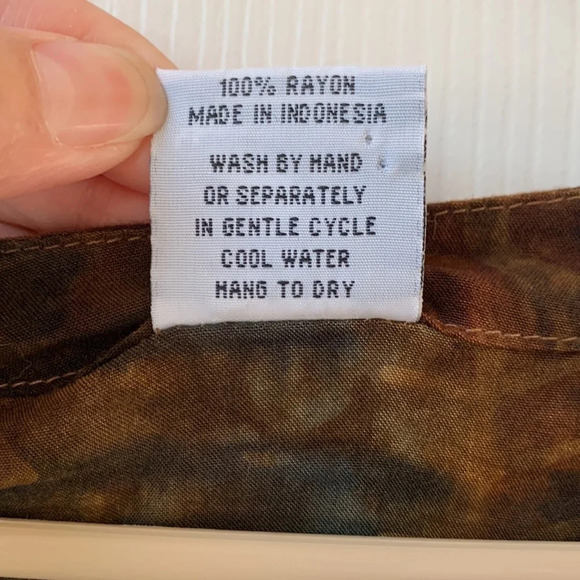 100% RAYON
MADE IN INDONESIA
WASH BY HAND
OR SEPARATELY
IN GENTLE CYCLE
COOL WATER
HANG TO DRY